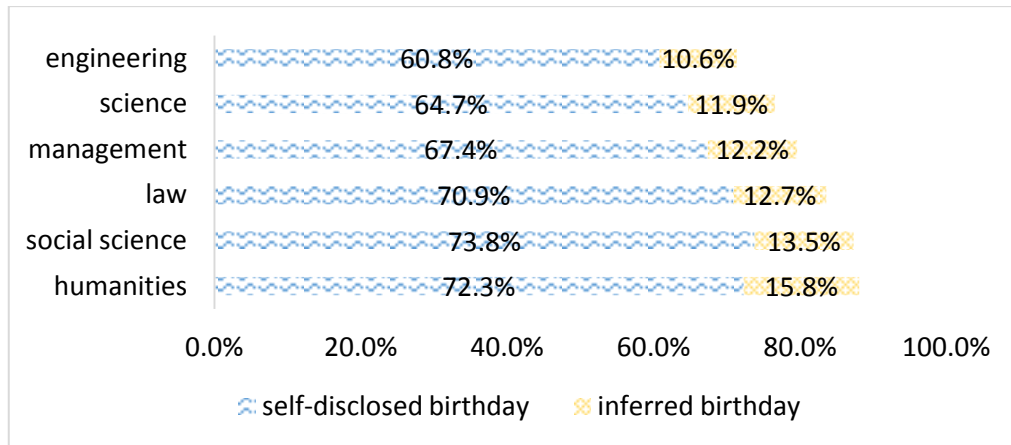 engineering 60.8% 10.6%
science 64.7% 11.9%
management 67.4% 12.2%
law 70.9% 12.7%
social science 73.8% 13.5%
humanities 72.3% 15.8%
0.0% 20.0% 40.0% 60.0% 80.0% 100.0%
self-disclosed birthday inferred birthday